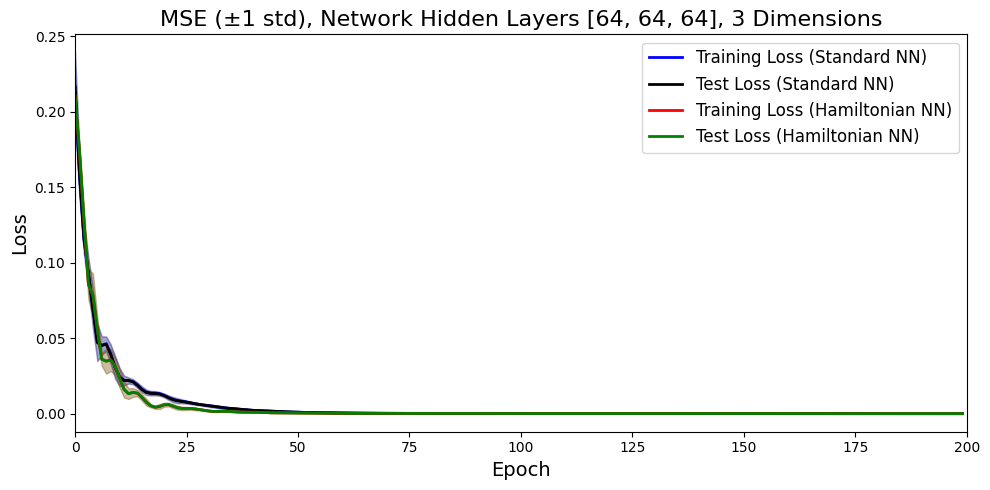 MSE (±1 std), Network Hidden Layers [64, 64, 64], 3 Dimensions
Loss
0.25
0.20
0.15
0.10
0.05
0.00
Training Loss (Standard NN)
Test Loss (Standard NN)
Training Loss (Hamiltonian NN)
Test Loss (Hamiltonian NN)
0 25 50 75 100 125 150 175 200
Epoch